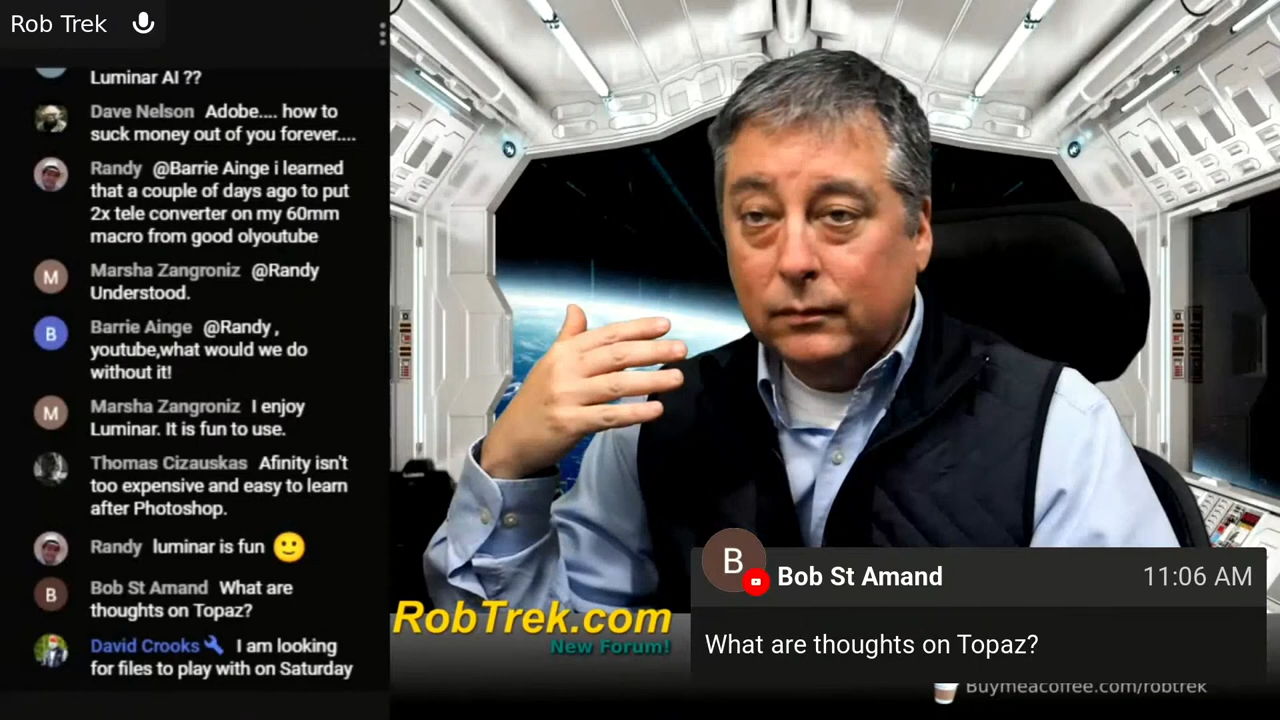 Rob Trek
Luminar AI ??
Dave Nelson Adobe.... how to
suck money out of you forever....
Randy @Barrie Ainge i learned
that a couple of days ago to put
2x tele converter on my 60mm
macro from good olyoutube
M
Marsha Zangroniz @Randy
Understood.
B
Barrie Ainge @Randy ,
youtube,what would we do
without it!
M
Marsha Zangroniz I enjoy
Luminar. It is fun to use.
Thomas Cizauskas Afinity isn't
too expensive and easy to learn
after Photoshop.
Randy luminar is fun 🙂
B
Bob St Amand What are
thoughts on Topaz?
David Crooks I am looking
for files to play with on Saturday
RobTrek.com
New Forum!
B
Bob St Amand 11:06 AM
What are thoughts on Topaz?
Buymeacoffee.com/robtrek